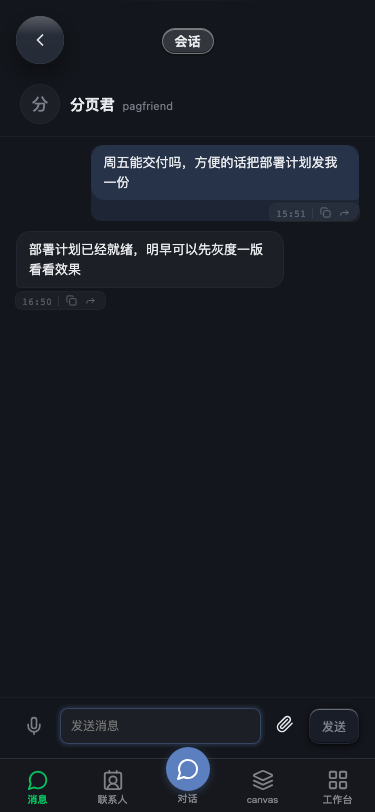 会话
分
分页君 pagfriend
周五能交付吗，方便的话把部署计划发我
一份
15:51
部署计划已经就绪，明早可以先灰度一版
看看效果
16:50
发送消息
发送
消息
联系人
对话
canvas
工作台